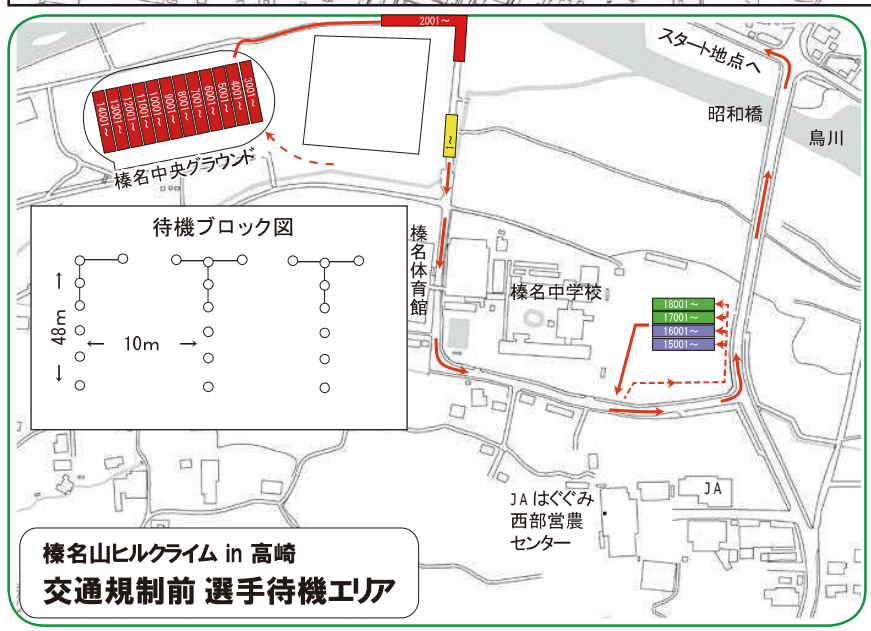 2001～
スタート地点へ
14001～
13001～
12001～
11001～
10001～
9001～
8001～
7001～
6001～
5001～
4001～
3001～
1～
昭和橋
烏川
榛名中央グラウンド
待機ブロック図
48m
10m
榛名体育館
榛名中学校
18001～
17001～
16001～
15001～
JAはぐくみ
西部営農
センター
JA
榛名山ヒルクライム in 高崎
交通規制前 選手待機エリア